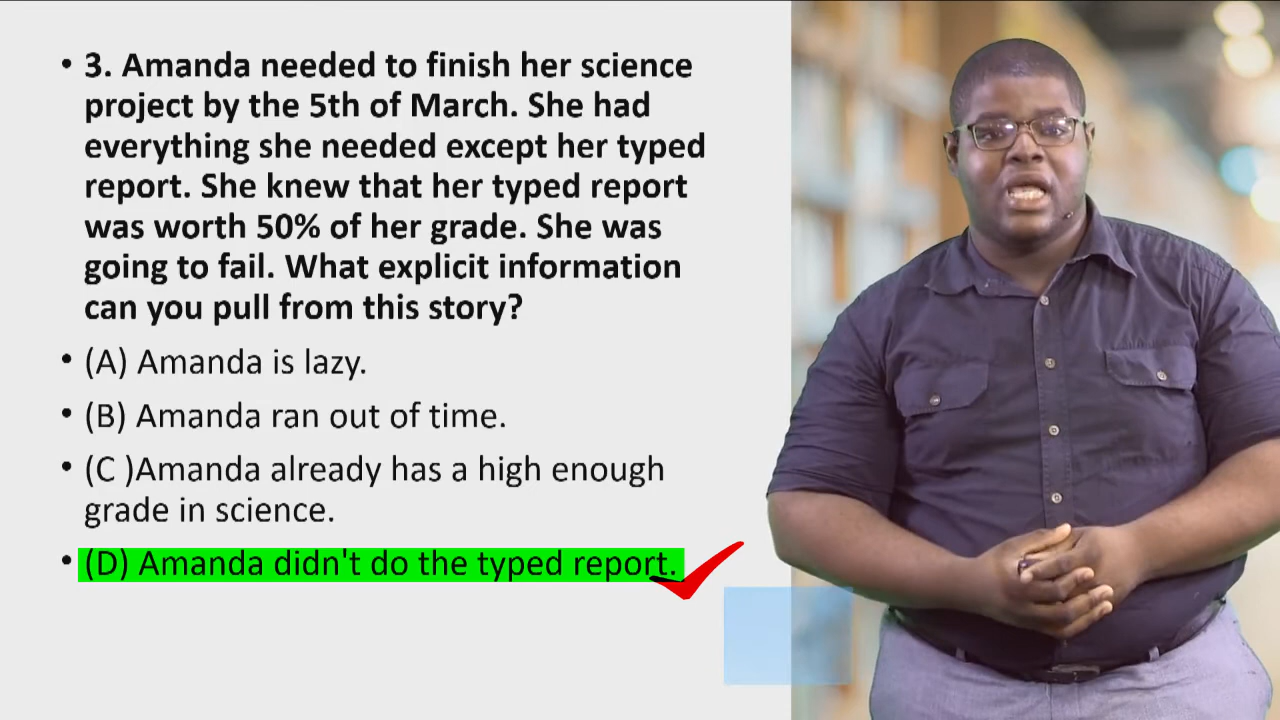 • 3. Amanda needed to finish her science
project by the 5th of March. She had
everything she needed except her typed
report. She knew that her typed report
was worth 50% of her grade. She was
going to fail. What explicit information
can you pull from this story?
• (A) Amanda is lazy.
• (B) Amanda ran out of time.
• (C )Amanda already has a high enough
grade in science.
• (D) Amanda didn't do the typed report.